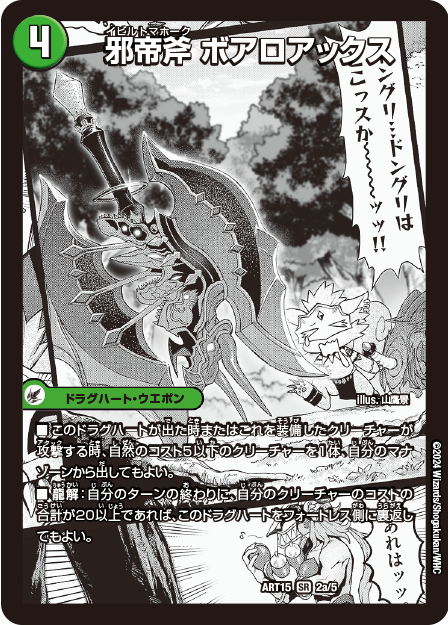 4
イビルトマホーク
邪帝斧 ボアロアックス
ングリ…ドングリは
こっスか〜〜〜〜ッッ!!
illus. 山高景
ドラグハート・ウエポン
■このドラグハートが出た時またはこれを装備したクリーチャーが
攻撃する時、自然のコスト5以下のクリーチャーを1体、自分のマナ
ゾーンから出してもよい。
■龍解:自分のターンの終わりに、自分のクリーチャーのコストの
合計が20以上であれば、このドラグハートをフォートレス側に裏返し
てもよい。
あれはッッ
ART15 SR 2a/5
©2024 Wizards/Shogakukan/WHC